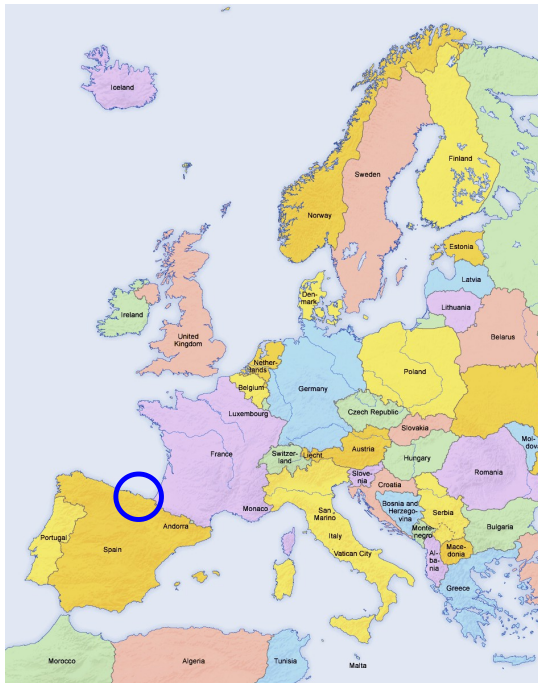 Iceland
Finland
Sweden
Norway
Estonia
Latvia
Den-
mark
Lithuania
Ireland
United
Kingdom
Belarus
Nether-
lands
Poland
Belgium
Germany
Luxembourg
Czech Republic
Slovakia
Mol-
dova
France
Switzer-
land
Liecht.
Austria
Hungary
Romania
Slove-
nia
Croatia
Monaco
San
Marino
Bosnia and
Herzego-
vina
Serbia
Andorra
Bulgaria
Portugal
Spain
Italy
Monte-
negro
Vatican City
Al-
ba-
nia
Mace-
donia
Greece
Morocco
Algeria
Tunisia
Malta